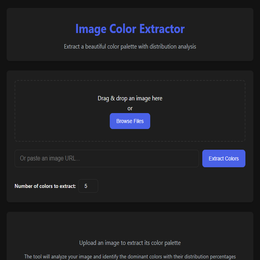 Image Color Extractor
Extract a beautiful color palette with distribution analysis
Drag & drop an image here
or
Browse Files
Or paste an image URL...
Extract Colors
Number of colors to extract: 5
Upload an image to extract its color palette
The tool will analyze your image and identify the dominant colors with their distribution percentages